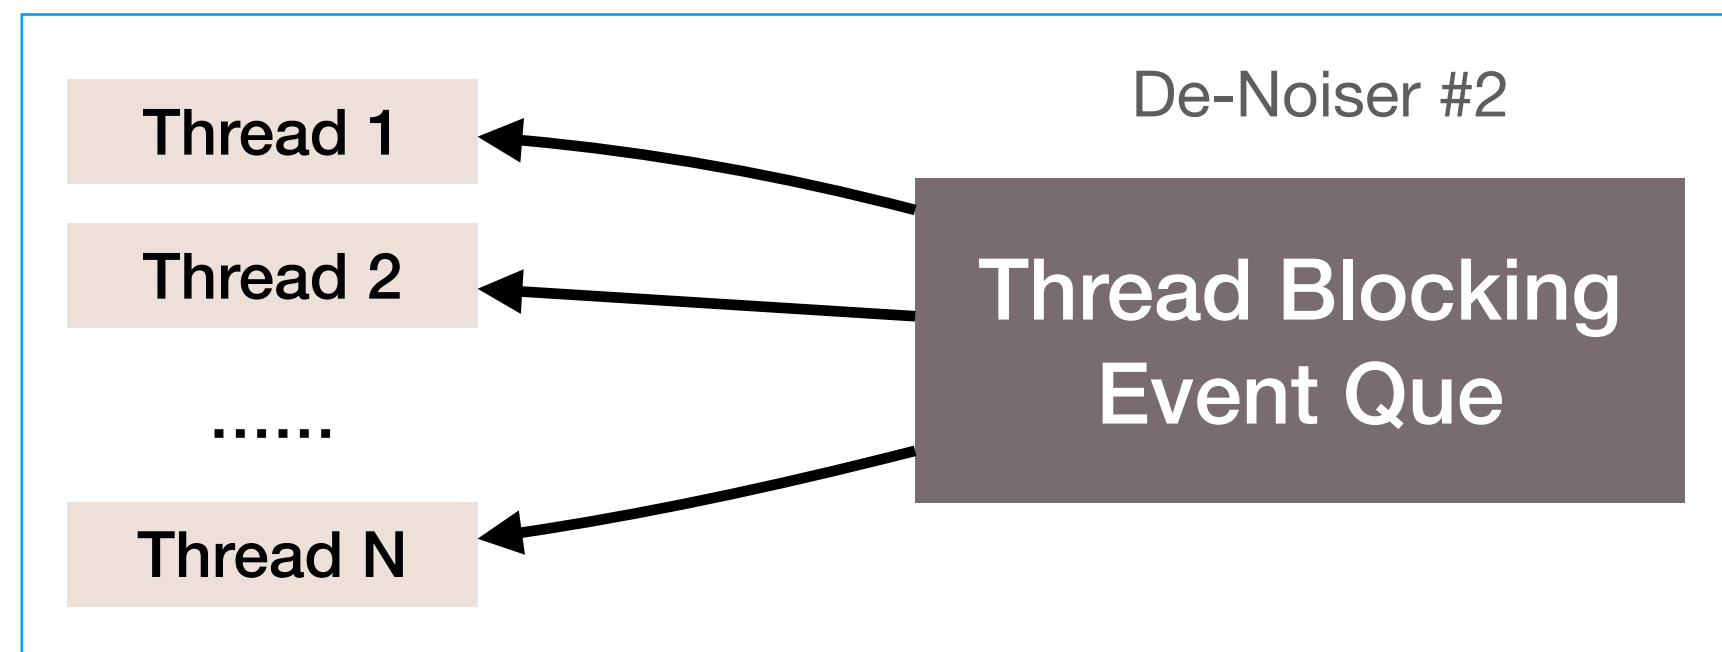 Thread 1
Thread 2
......
Thread N
De-Noiser #2
Thread Blocking
Event Que